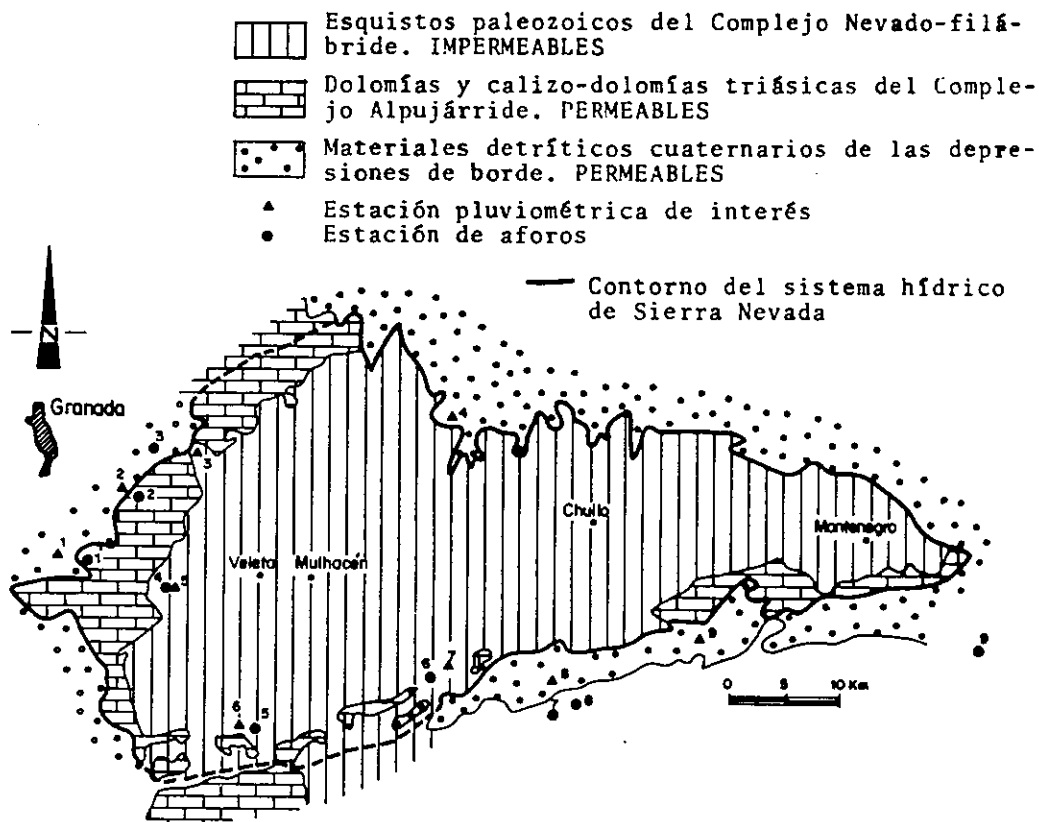 Esquistos paleozoicos del Complejo Nevado-filá-
bride. IMPERMEABLES
Dolomías y calizo-dolomías triásicas del Comple-
jo Alpujárride. PERMEABLES
Materiales detríticos cuaternarios de las depre-
siones de borde. PERMEABLES
Estación pluviométrica de interés
Estación de aforos
Contorno del sistema hídrico
de Sierra Nevada
N
Granada
4
3
3
2
2
1
1
4
5
Chullo
Montenegro
Veleta
Mulhacén
6
7
6
5
8
9
9
7
8
0 5 10 Km.